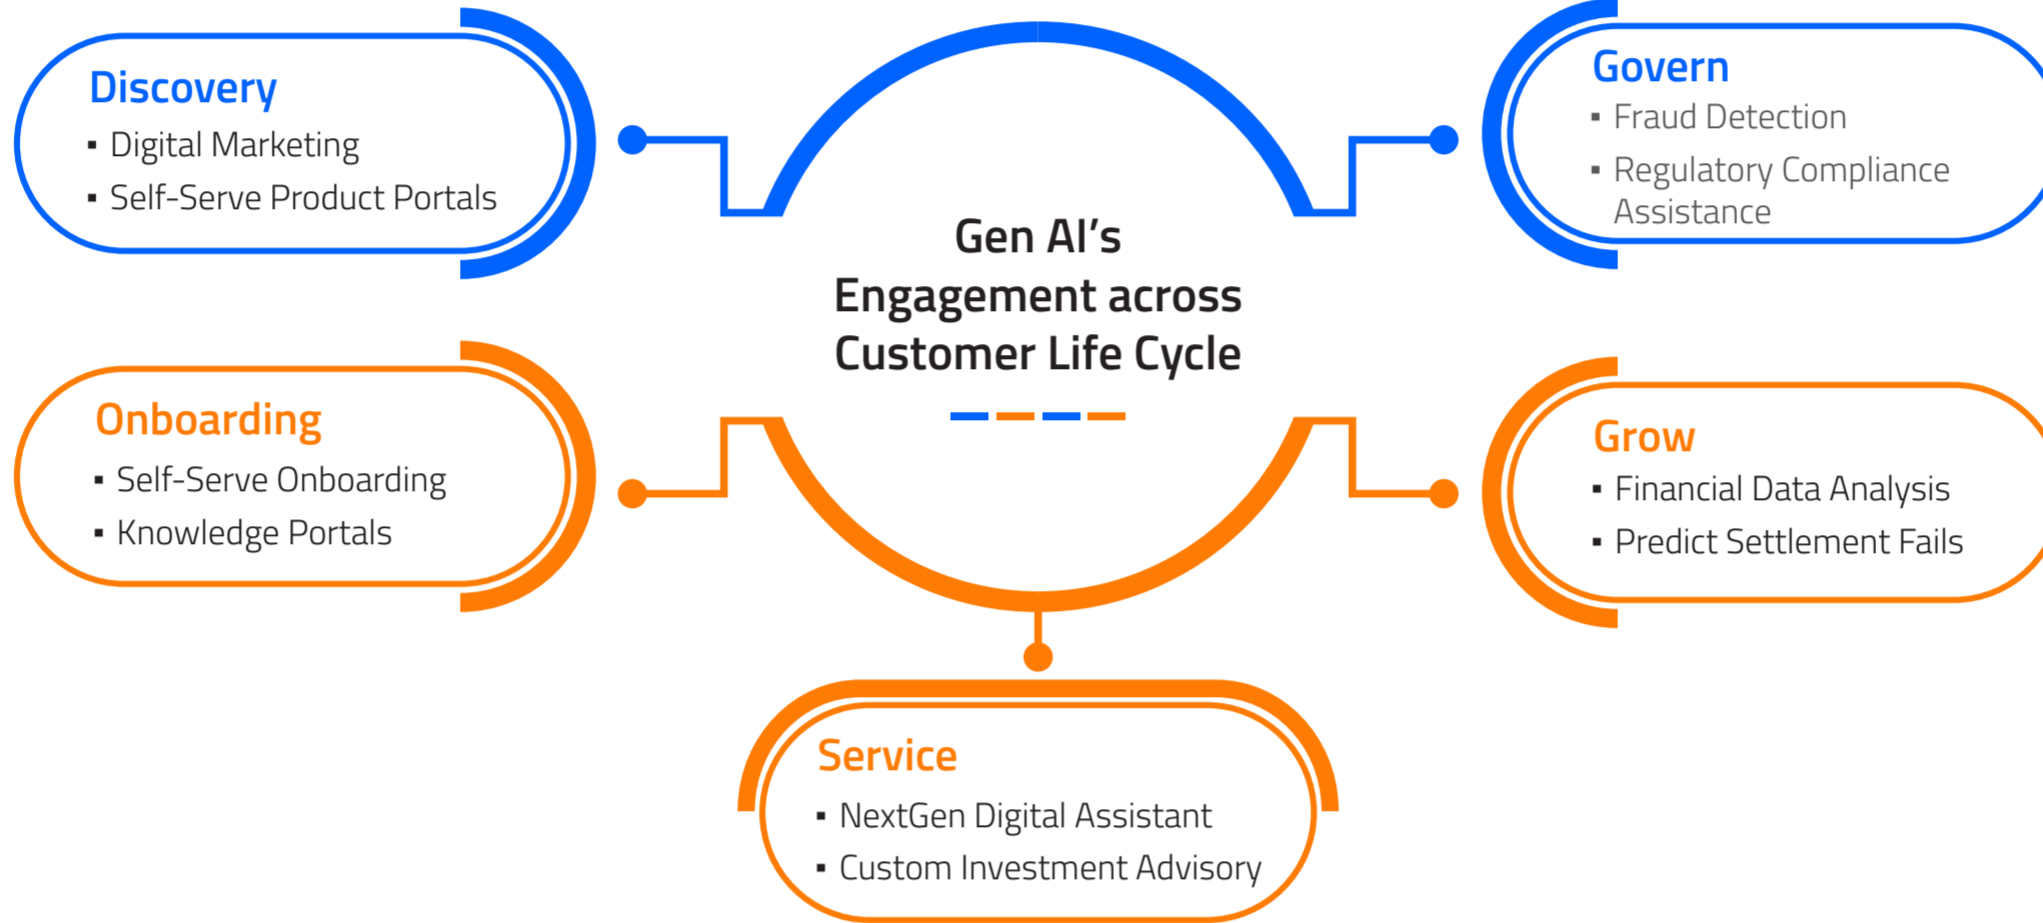 Discovery
▪ Digital Marketing
▪ Self-Serve Product Portals
Onboarding
▪ Self-Serve Onboarding
▪ Knowledge Portals
Gen AI’s
Engagement across
Customer Life Cycle
Service
▪ NextGen Digital Assistant
▪ Custom Investment Advisory
Govern
▪ Fraud Detection
▪ Regulatory Compliance
Assistance
Grow
▪ Financial Data Analysis
▪ Predict Settlement Fails